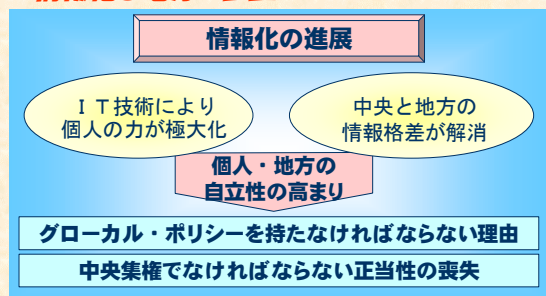 情報化の進展
ＩＴ技術により
個人の力が極大化
中央と地方の
情報格差が解消
個人・地方の
自立性の高まり
グローカル・ポリシーを持たなければならない理由
中央集権でなければならない正当性の喪失